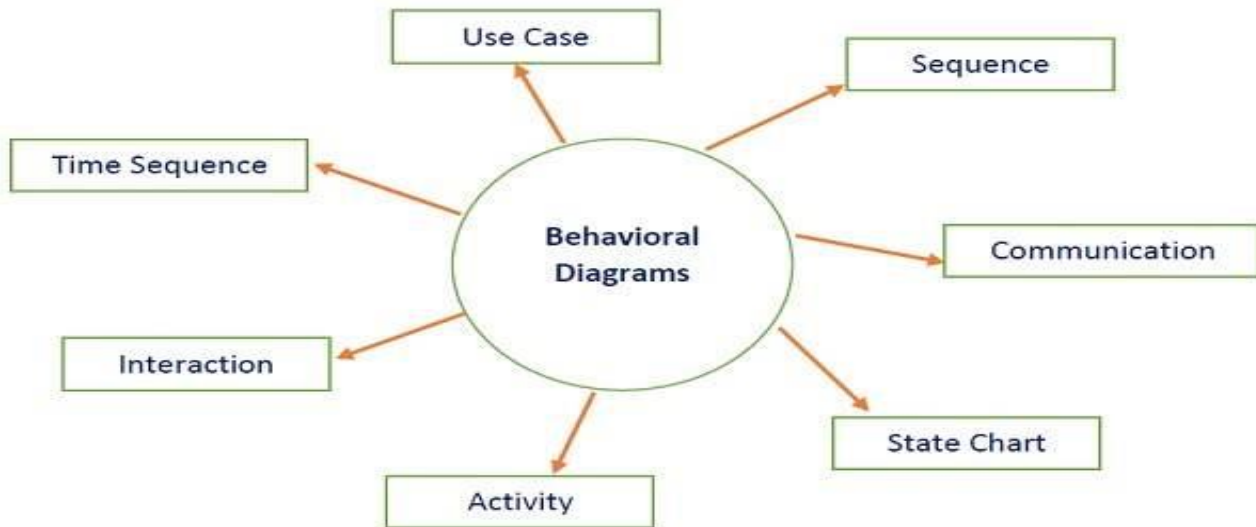 Use Case
Sequence
Time Sequence
Behavioral
Diagrams
Communication
Interaction
State Chart
Activity